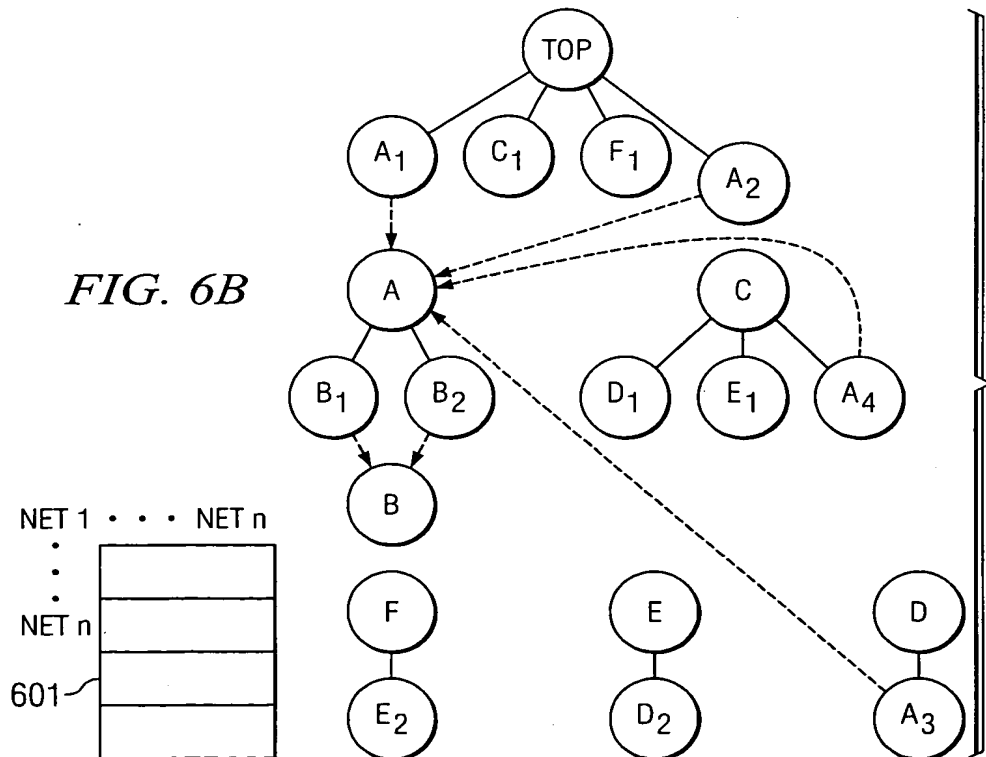 TOP
A1 C1 F1 A2
FIG. 6B
A C
B1 B2 D1 E1 A4
B
NET 1 • • • NET n
NET n
601
F E D
E2 D2 A3